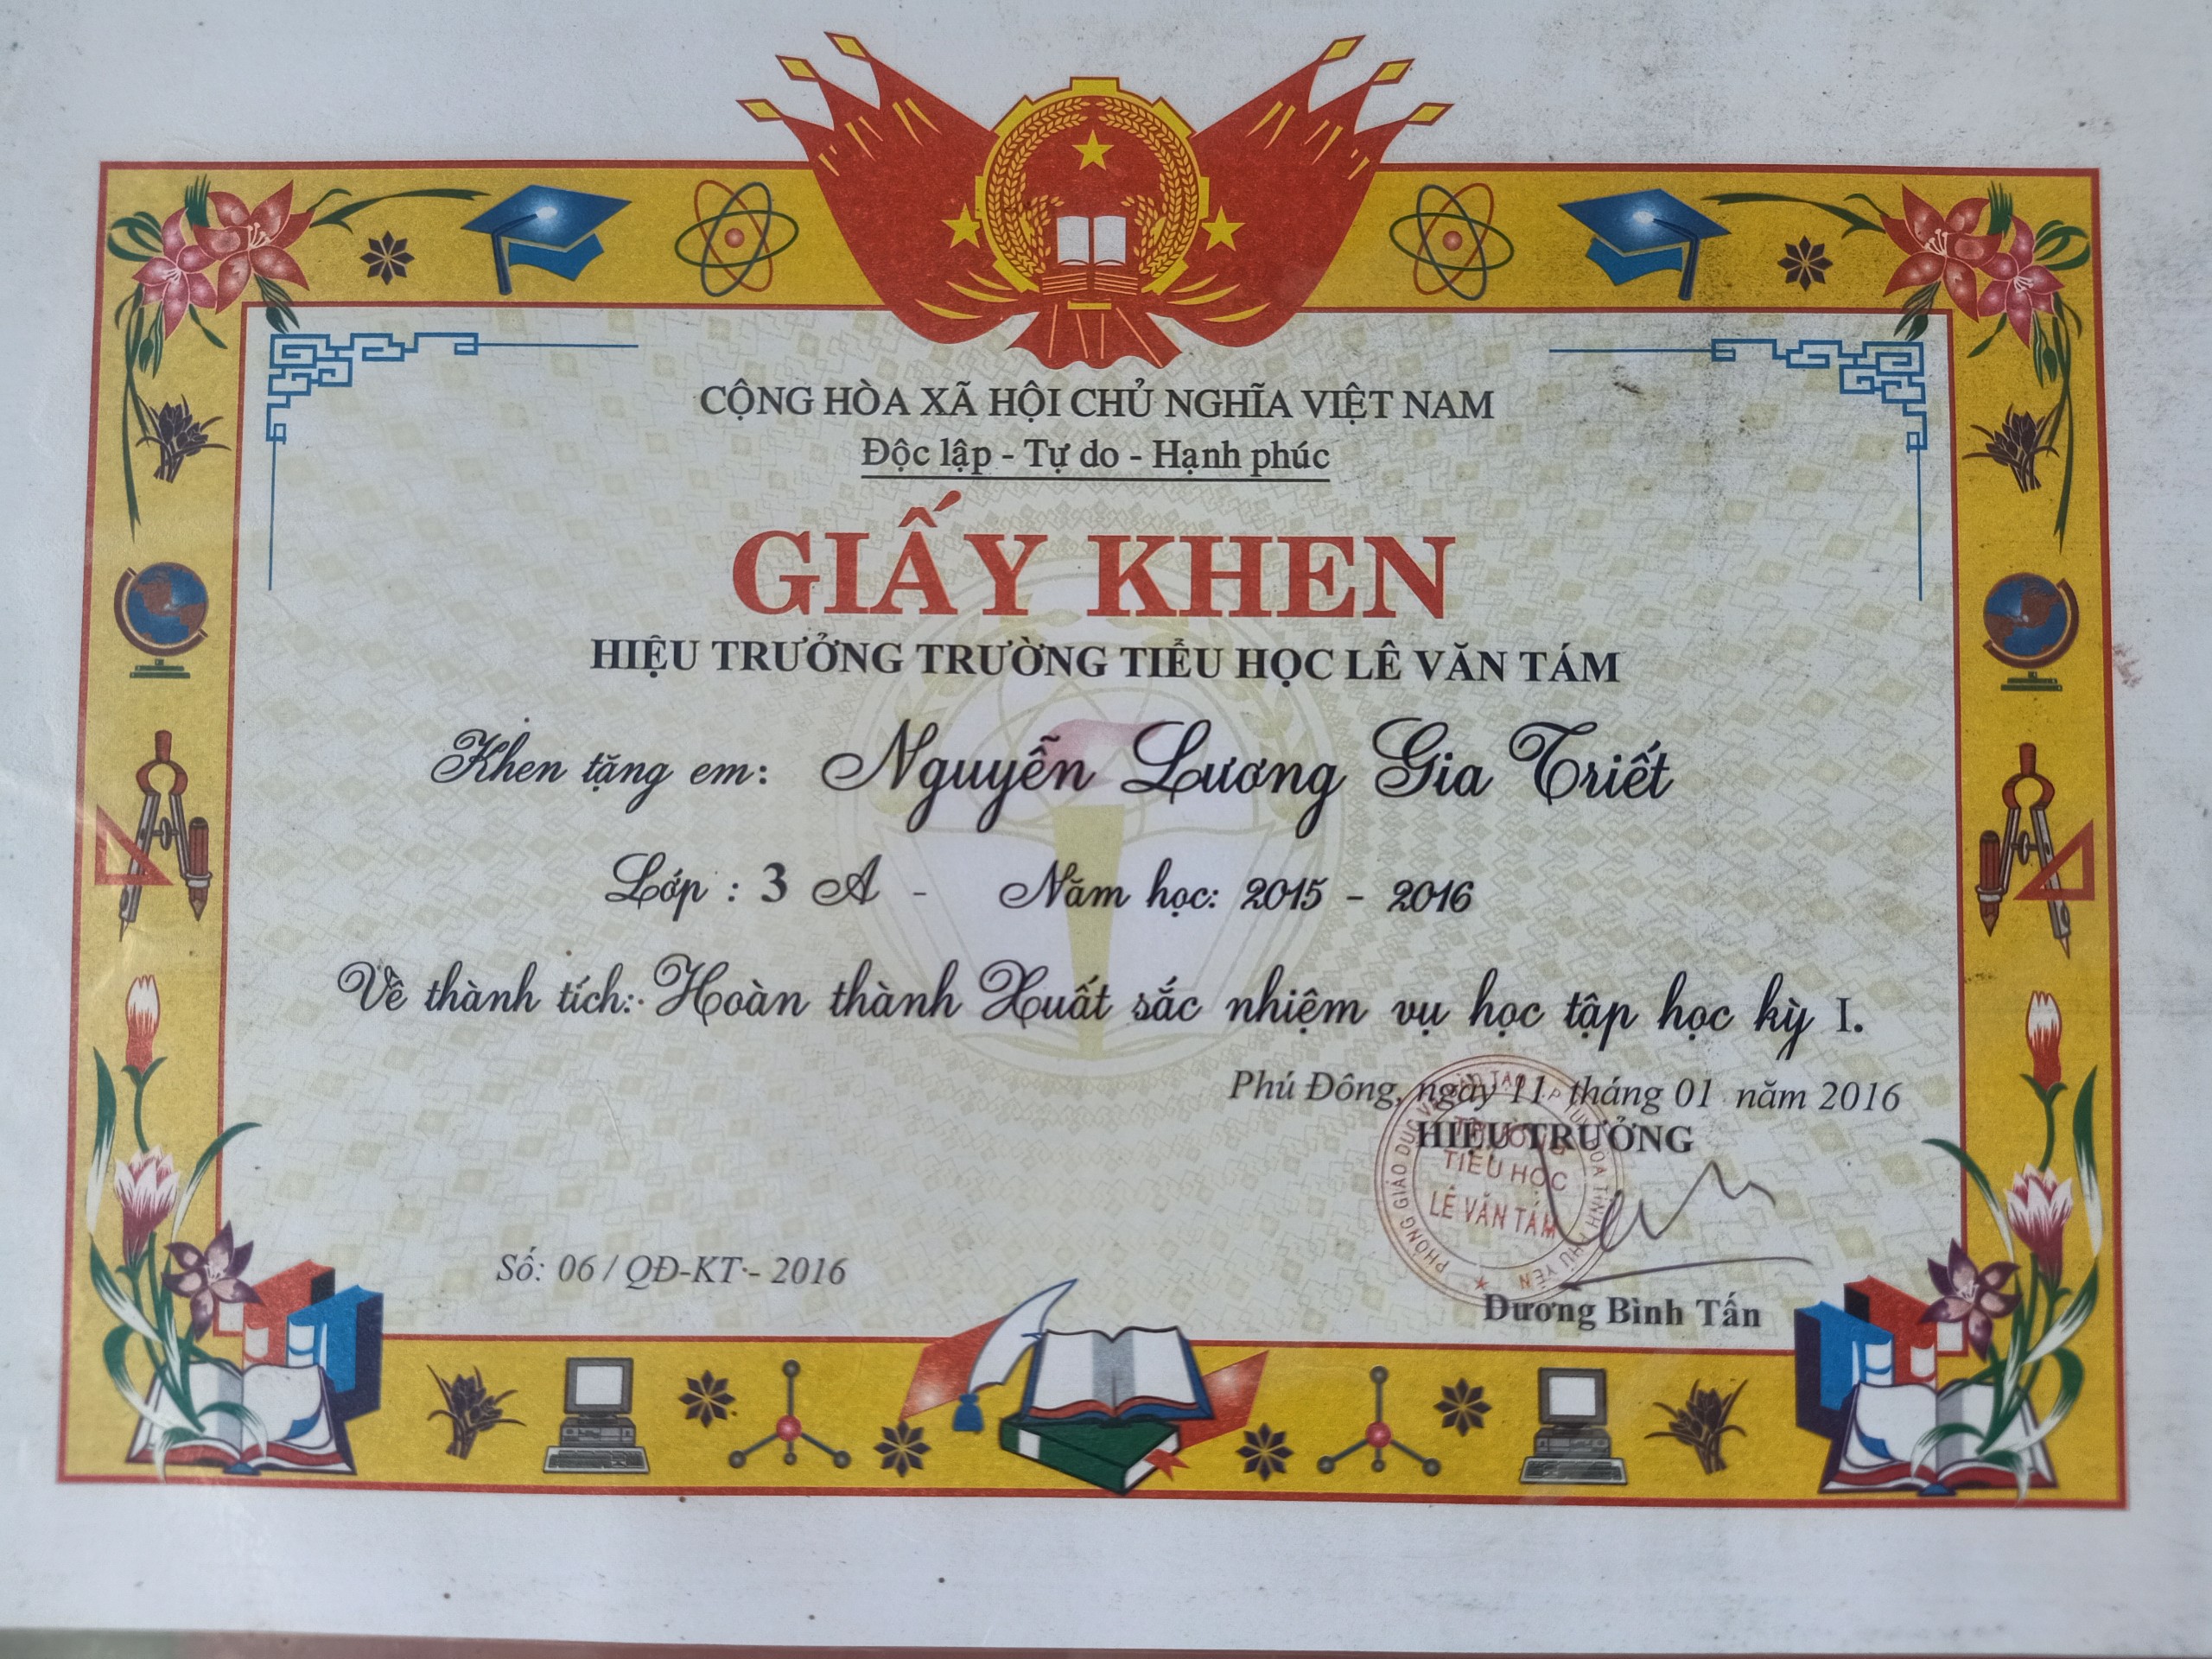 CỘNG HÒA XÃ HỘI CHỦ NGHĨA VIỆT NAM
Độc lập - Tự do - Hạnh phúc
GIẤY KHEN
HIỆU TRƯỞNG TRƯỜNG TIỂU HỌC LÊ VĂN TÁM
Khen tặng em: Nguyễn Lương Gia Triết
Lớp : 3 A - Năm học: 2015 - 2016
Về thành tích: Hoàn thành Xuất sắc nhiệm vụ học tập học kỳ I.
Phú Đông, ngày 11 tháng 01 năm 2016
HIỆU TRƯỞNG
PHÒNG GIÁO DỤC VÀ ĐÀO TẠO T.P TUY HÒA TỈNH PHÚ YÊN
TRƯỜNG
TIỂU HỌC
LÊ VĂN TÁM
Số: 06 / QĐ-KT - 2016
Dương Bình Tấn